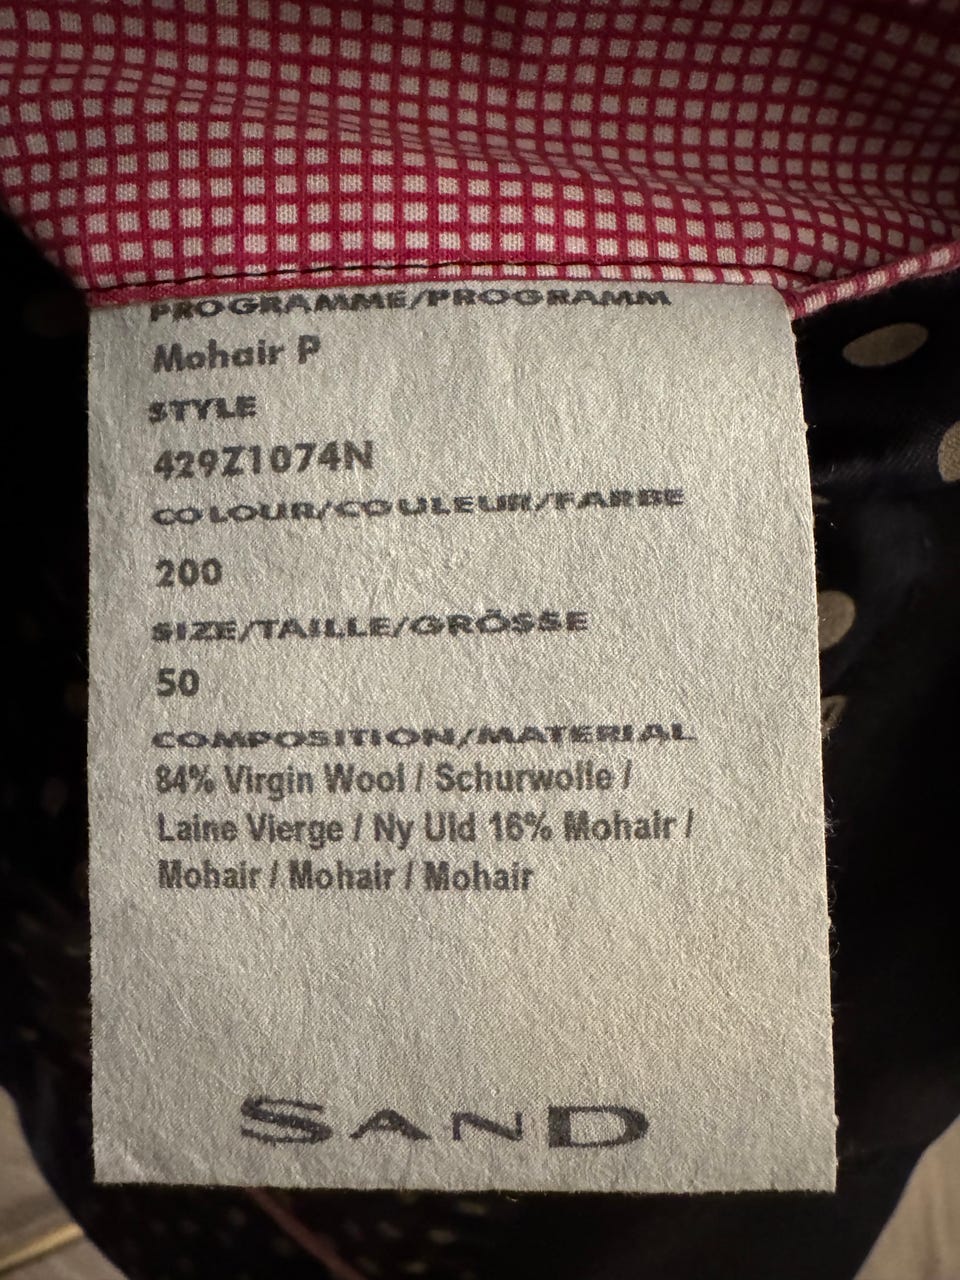 PROGRAMME/PROGRAMM
Mohair P
STYLE
429Z1074N
COLOUR/COULEUR/FARBE
200
SIZE/TAILLE/GRÖSSE
50
COMPOSITION/MATERIAL
84% Virgin Wool / Schurwolle /
Laine Vierge / Ny Uld 16% Mohair /
Mohair / Mohair / Mohair
SAND